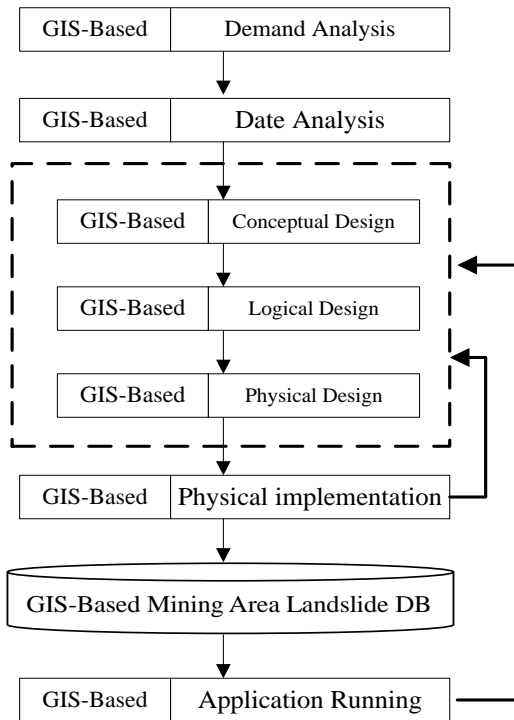 GIS-Based Demand Analysis
GIS-Based Date Analysis
GIS-Based Conceptual Design
GIS-Based Logical Design
GIS-Based Physical Design
GIS-Based Physical implementation
GIS-Based Mining Area Landslide DB
GIS-Based Application Running